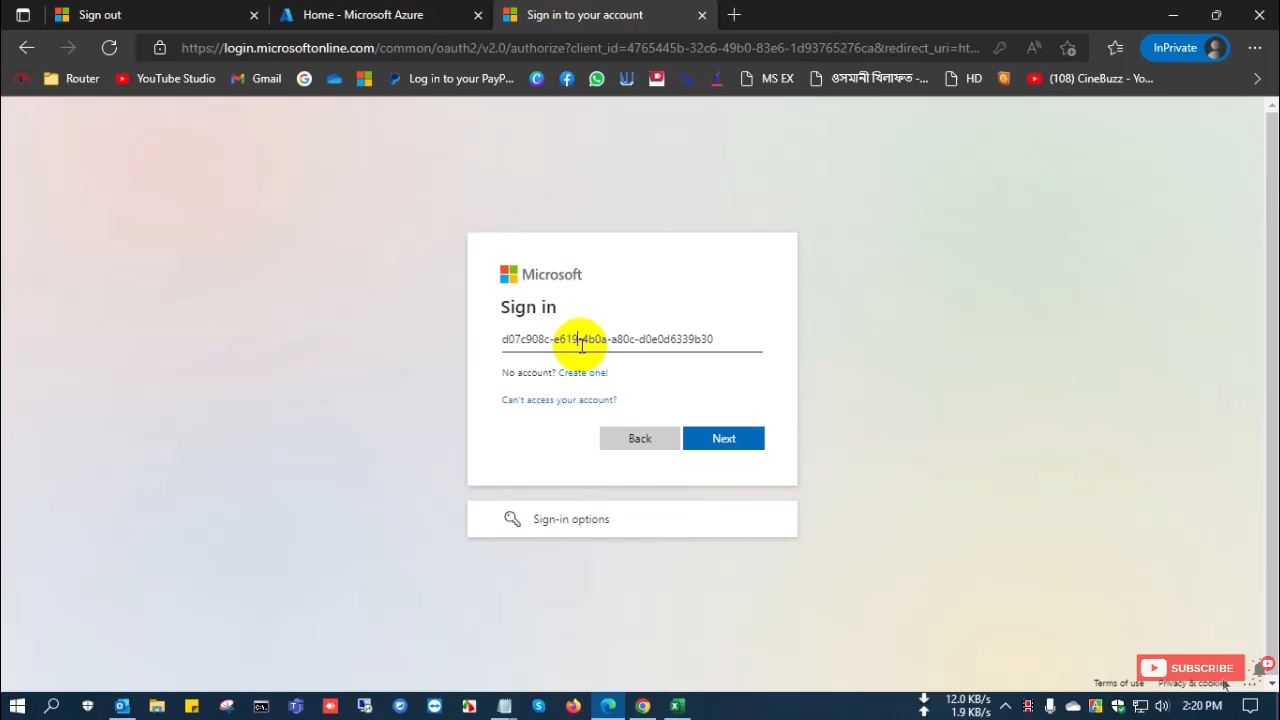 Sign out
Home - Microsoft Azure
Sign in to your account
https://login.microsoftonline.com/common/oauth2/v2.0/authorize?client_id=4765445b-32c6-49b0-83e6-1d93765276ca&redirect_uri=ht...
InPrivate
Router
YouTube Studio
Gmail
Log in to your PayP...
MS EX
ওসমানী খিলাফত -...
HD
(108) CineBuzz - Yo...
Microsoft
Sign in
d07c908c-e619-4b0a-a80c-d0e0d6339b30
No account? Create one!
Can't access your account?
Back
Next
Sign-in options
SUBSCRIBE
Terms of use
Privacy & cookies
12.0 KB/s
1.9 KB/s
2:20 PM